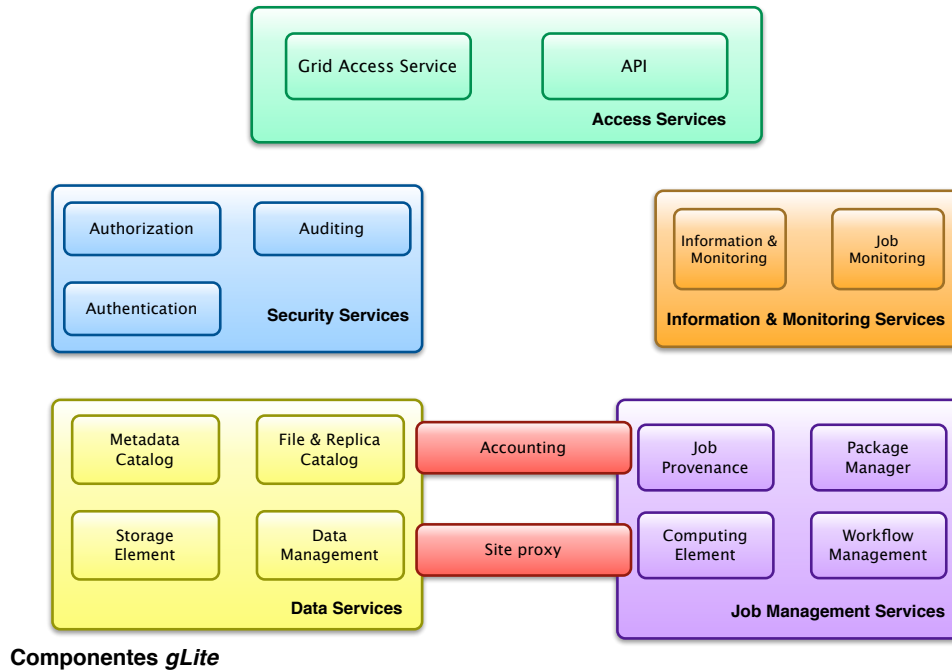 Grid Access Service
API
Access Services
Authorization
Auditing
Authentication
Security Services
Information &
Monitoring
Job
Monitoring
Information & Monitoring Services
Metadata
Catalog
File & Replica
Catalog
Storage
Element
Data
Management
Data Services
Accounting
Site proxy
Job
Provenance
Package
Manager
Computing
Element
Workflow
Management
Job Management Services
Componentes gLite